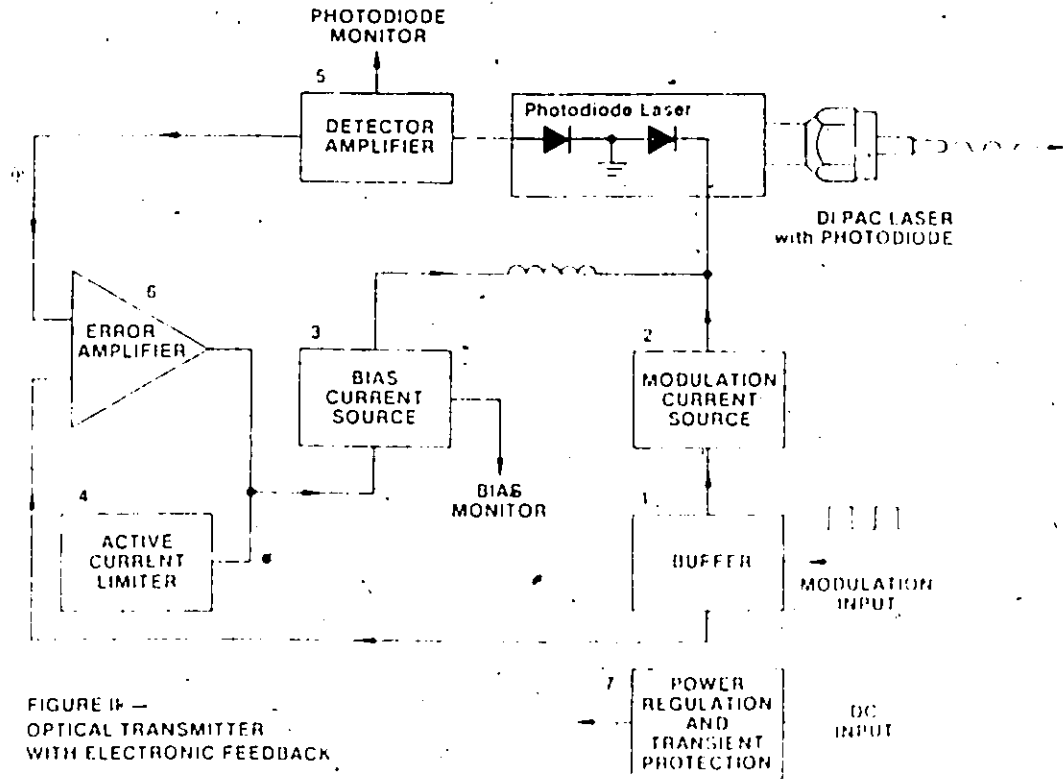 PHOTODIODE
MONITOR
5
DETECTOR
AMPLIFIER
Photodiode Laser
DI PAC LASER
with PHOTODIODE
6
ERROR
AMPLIFIER
3
BIAS
CURRENT
SOURCE
2
MODULATION
CURRENT
SOURCE
BIAS
MONITOR
4
ACTIVE
CURRENT
LIMITER
1
BUFFER
MODULATION
INPUT
7
POWER
REGULATION
AND
TRANSIENT
PROTECTION
DC
INPUT
FIGURE
OPTICAL TRANSMITTER
WITH ELECTRONIC FEEDBACK